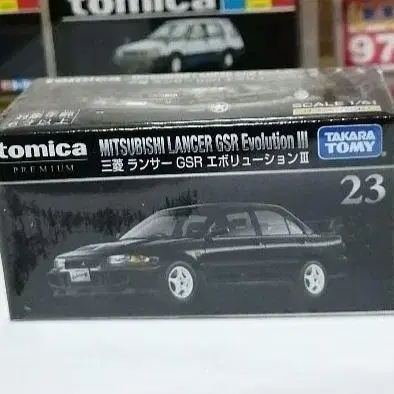 tomica
97
SCALE 1/61
tomica
PREMIUM
MITSUBISHI LANCER GSR Evolution III
三菱 ランサー GSR エボリューションIII
TAKARA
TOMY
23